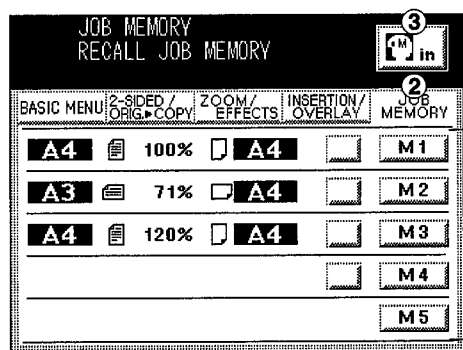 JOB MEMORY
RECALL JOB MEMORY
③
M in
②
BASIC MENU 2-SIDED / ORIG.▸COPY ZOOM / EFFECTS INSERTION / OVERLAY JOB MEMORY
A4 100% A4 M1
A3 71% A4 M2
A4 120% A4 M3
M4
M5